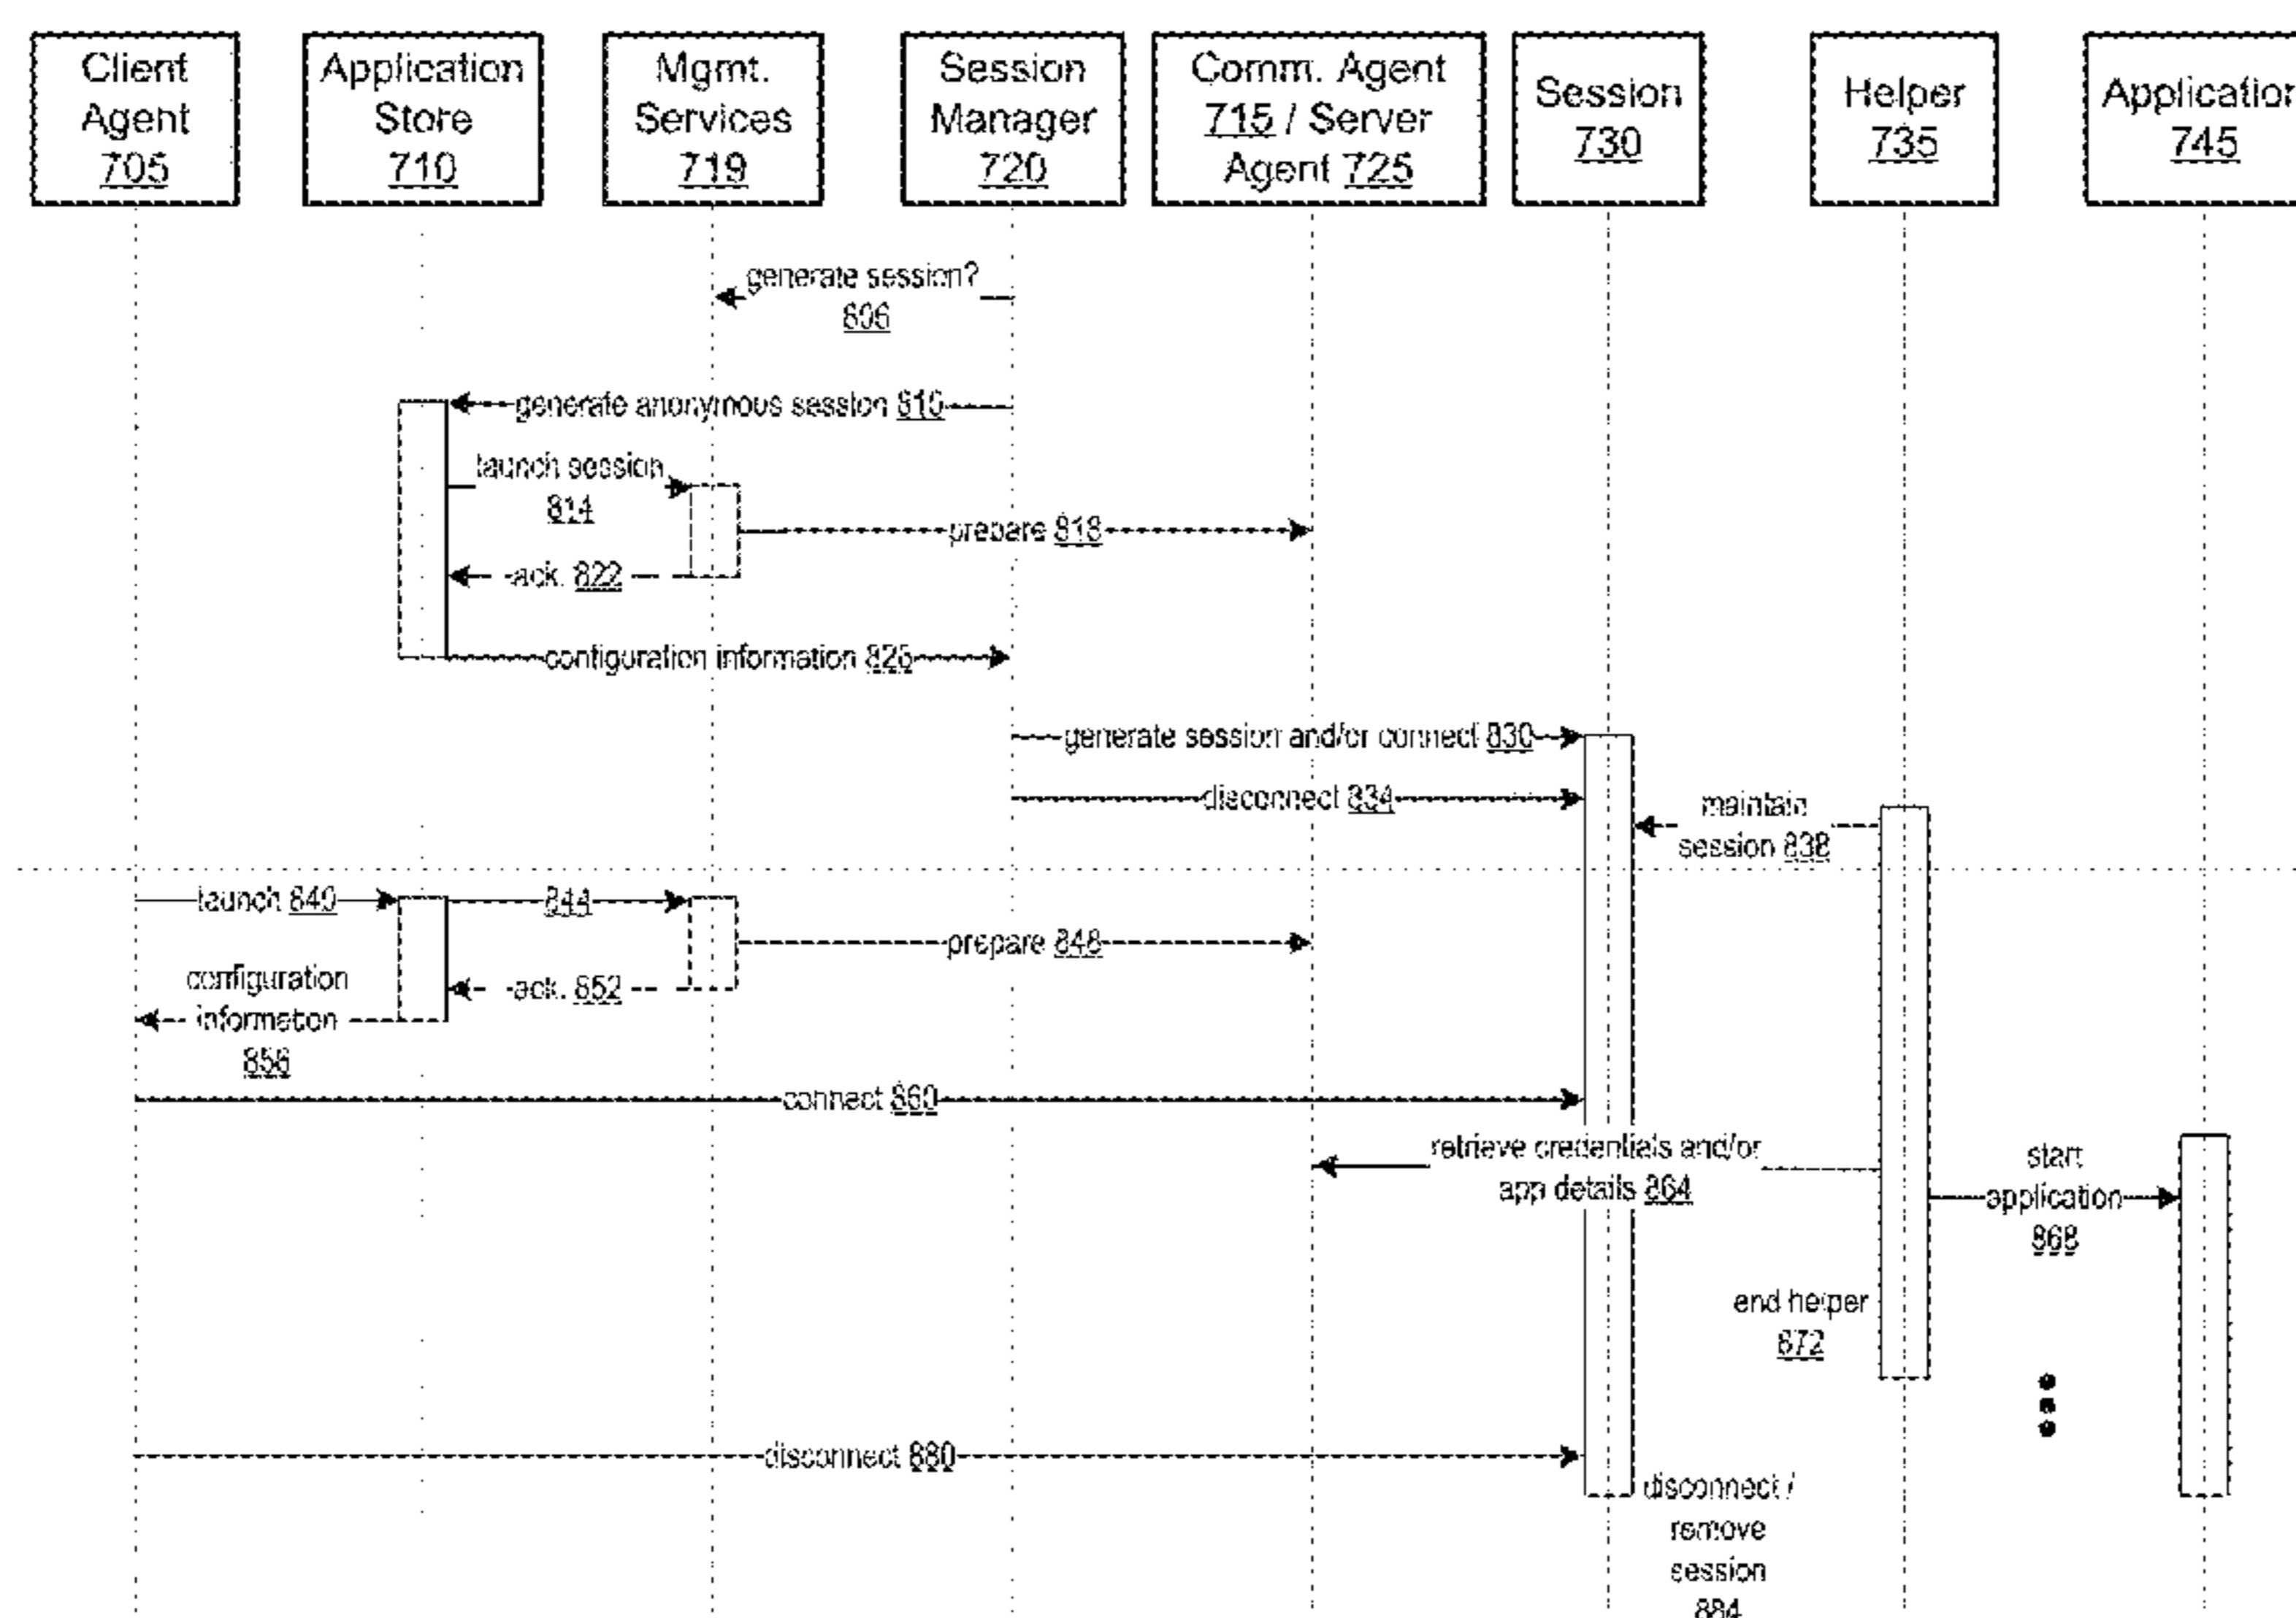 Client
Agent
705
Application
Store
710
Mgmt.
Services
719
Session
Manager
720
Comm. Agent
715 / Server
Agent 725
Session
730
Helper
735
Application
745
generate session?
806
generate anonymous session 810
launch session
814
prepare 818
-ack. 822
configuration information 826
generate session and/or connect 830
disconnect 834
maintain
session 838
launch 840
844
prepare 848
-ack. 852
configuration
information
856
connect 860
retrieve credentials and/or
app details 864
start
application
868
end helper
872
disconnect 880
disconnect /
remove
session
884